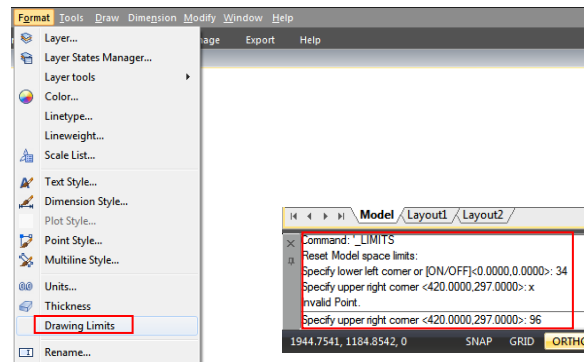 Format Tools Draw Dimension Modify Window Help
nage Export Help
Layer...
Layer States Manager...
Layer tools
Color...
Linetype...
Lineweight...
Scale List...
Text Style...
Dimension Style...
Plot Style...
Point Style...
Multiline Style...
Units...
Thickness
Drawing Limits
Rename...
Model Layout1 Layout2
Command: '_LIMITS
Reset Model space limits:
Specify lower left corner or [ON/OFF]<0.0000,0.0000>: 34
Specify upper right corner <420.0000,297.0000>: x
Invalid Point.
Specify upper right corner <420.0000,297.0000>: 96
1944.7541, 1184.8542, 0 SNAP GRID ORTHO